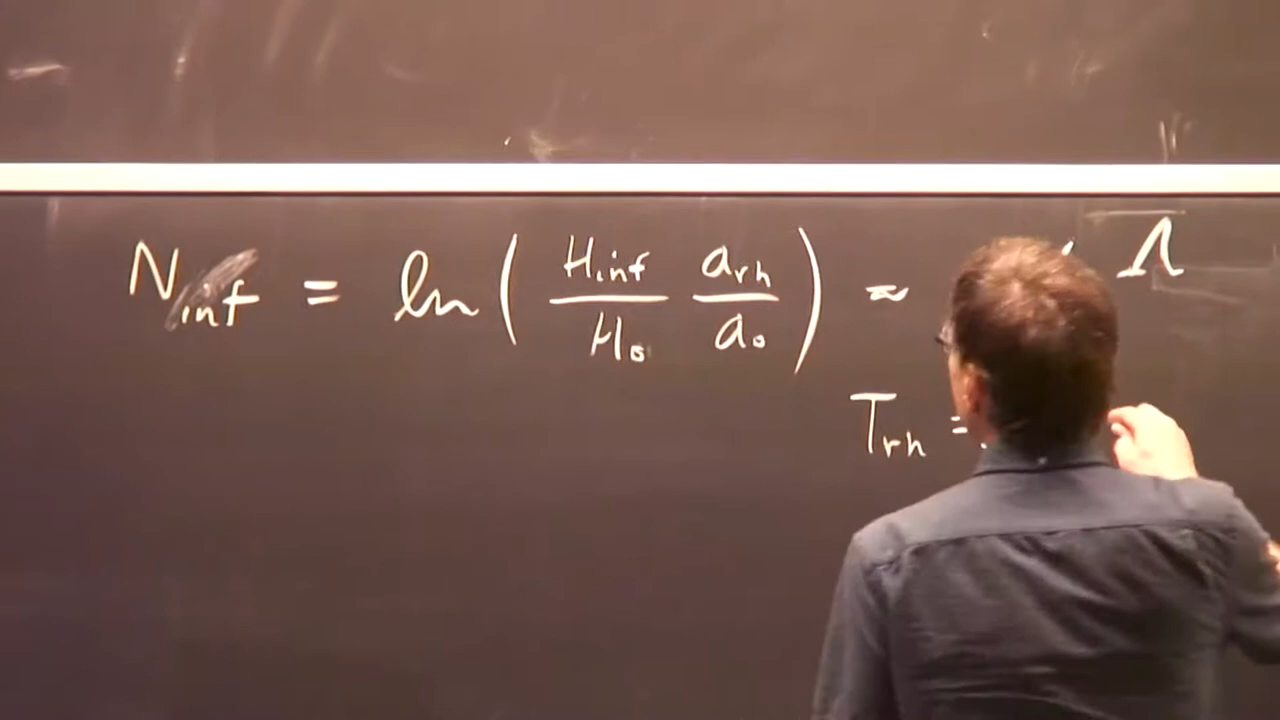 N_inf = ln ( H_inf / H_0 a_rh / a_0 ) ≈ Λ
T_rh =